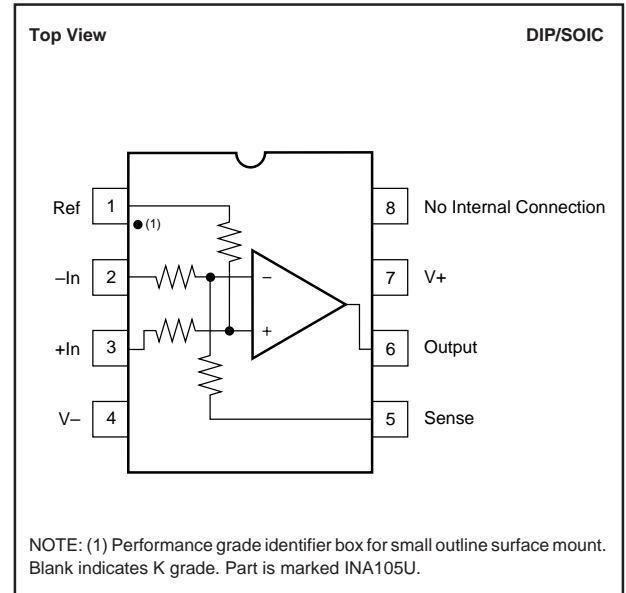 Top View DIP/SOIC
Ref 1 8 No Internal Connection
(1)
–In 2 – 7 V+
+In 3 + 6 Output
V– 4 5 Sense
NOTE: (1) Performance grade identifier box for small outline surface mount.
Blank indicates K grade. Part is marked INA105U.